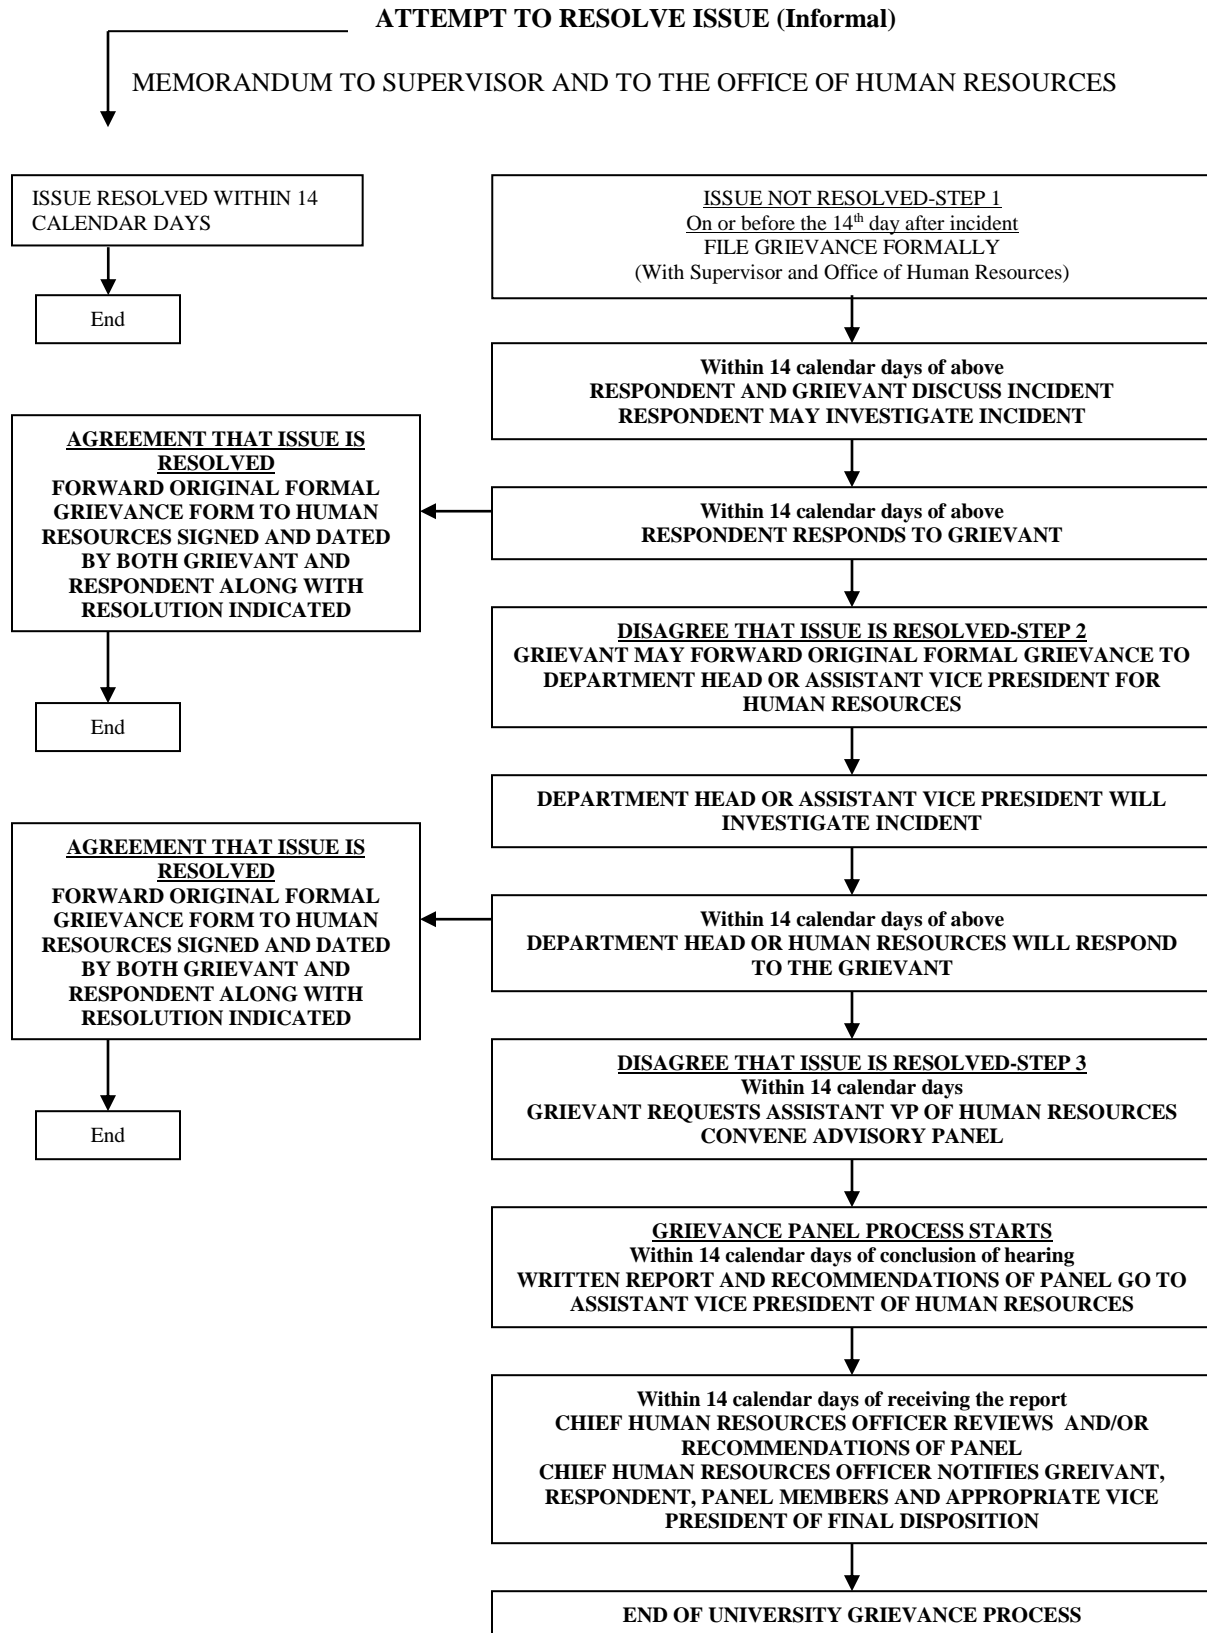 ATTEMPT TO RESOLVE ISSUE (Informal)
MEMORANDUM TO SUPERVISOR AND TO THE OFFICE OF HUMAN RESOURCES
ISSUE RESOLVED WITHIN 14
CALENDAR DAYS
End
ISSUE NOT RESOLVED-STEP 1
On or before the 14th day after incident
FILE GRIEVANCE FORMALLY
(With Supervisor and Office of Human Resources)
Within 14 calendar days of above
RESPONDENT AND GRIEVANT DISCUSS INCIDENT
RESPONDENT MAY INVESTIGATE INCIDENT
Within 14 calendar days of above
RESPONDENT RESPONDS TO GRIEVANT
AGREEMENT THAT ISSUE IS
RESOLVED
FORWARD ORIGINAL FORMAL
GRIEVANCE FORM TO HUMAN
RESOURCES SIGNED AND DATED
BY BOTH GRIEVANT AND
RESPONDENT ALONG WITH
RESOLUTION INDICATED
End
DISAGREE THAT ISSUE IS RESOLVED-STEP 2
GRIEVANT MAY FORWARD ORIGINAL FORMAL GRIEVANCE TO
DEPARTMENT HEAD OR ASSISTANT VICE PRESIDENT FOR
HUMAN RESOURCES
DEPARTMENT HEAD OR ASSISTANT VICE PRESIDENT WILL
INVESTIGATE INCIDENT
Within 14 calendar days of above
DEPARTMENT HEAD OR HUMAN RESOURCES WILL RESPOND
TO THE GRIEVANT
AGREEMENT THAT ISSUE IS
RESOLVED
FORWARD ORIGINAL FORMAL
GRIEVANCE FORM TO HUMAN
RESOURCES SIGNED AND DATED
BY BOTH GRIEVANT AND
RESPONDENT ALONG WITH
RESOLUTION INDICATED
End
DISAGREE THAT ISSUE IS RESOLVED-STEP 3
Within 14 calendar days
GRIEVANT REQUESTS ASSISTANT VP OF HUMAN RESOURCES
CONVENE ADVISORY PANEL
GRIEVANCE PANEL PROCESS STARTS
Within 14 calendar days of conclusion of hearing
WRITTEN REPORT AND RECOMMENDATIONS OF PANEL GO TO
ASSISTANT VICE PRESIDENT OF HUMAN RESOURCES
Within 14 calendar days of receiving the report
CHIEF HUMAN RESOURCES OFFICER REVIEWS AND/OR
RECOMMENDATIONS OF PANEL
CHIEF HUMAN RESOURCES OFFICER NOTIFIES GREIVANT,
RESPONDENT, PANEL MEMBERS AND APPROPRIATE VICE
PRESIDENT OF FINAL DISPOSITION
END OF UNIVERSITY GRIEVANCE PROCESS